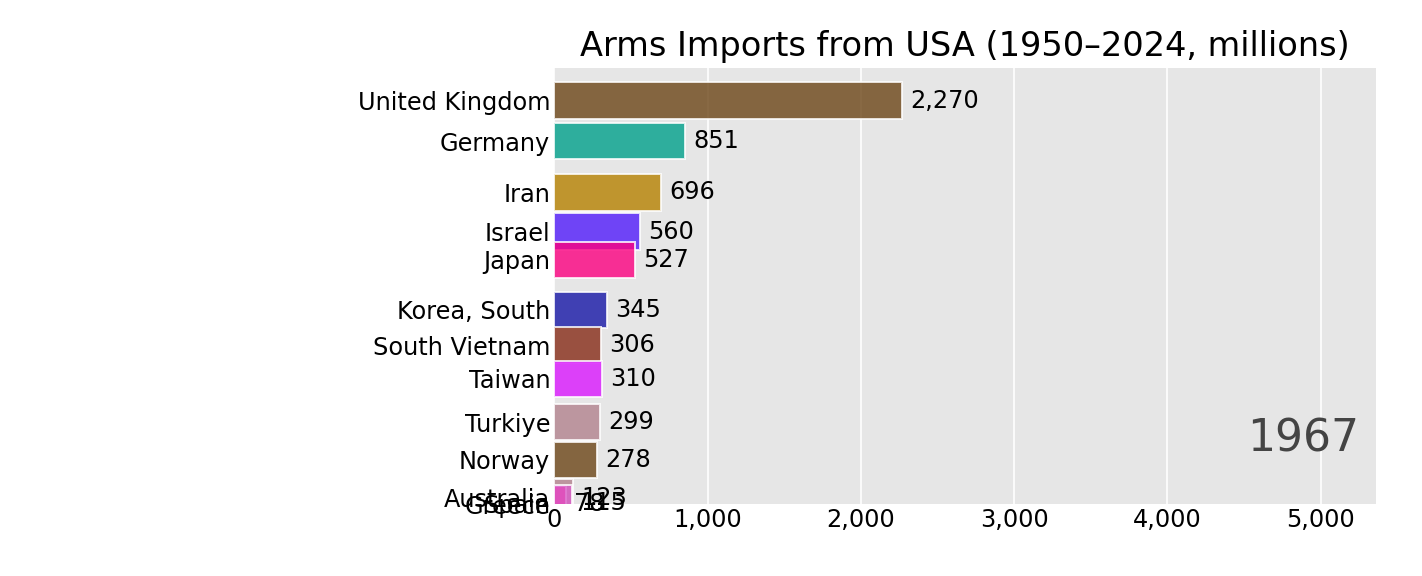 Arms Imports from USA (1950–2024, millions)
United Kingdom 2,270
Germany 851
Iran 696
Israel 560
Japan 527
Korea, South 345
South Vietnam 306
Taiwan 310
Turkiye 299
1967
Norway 278
Australia 123
0 1,000 2,000 3,000 4,000 5,000